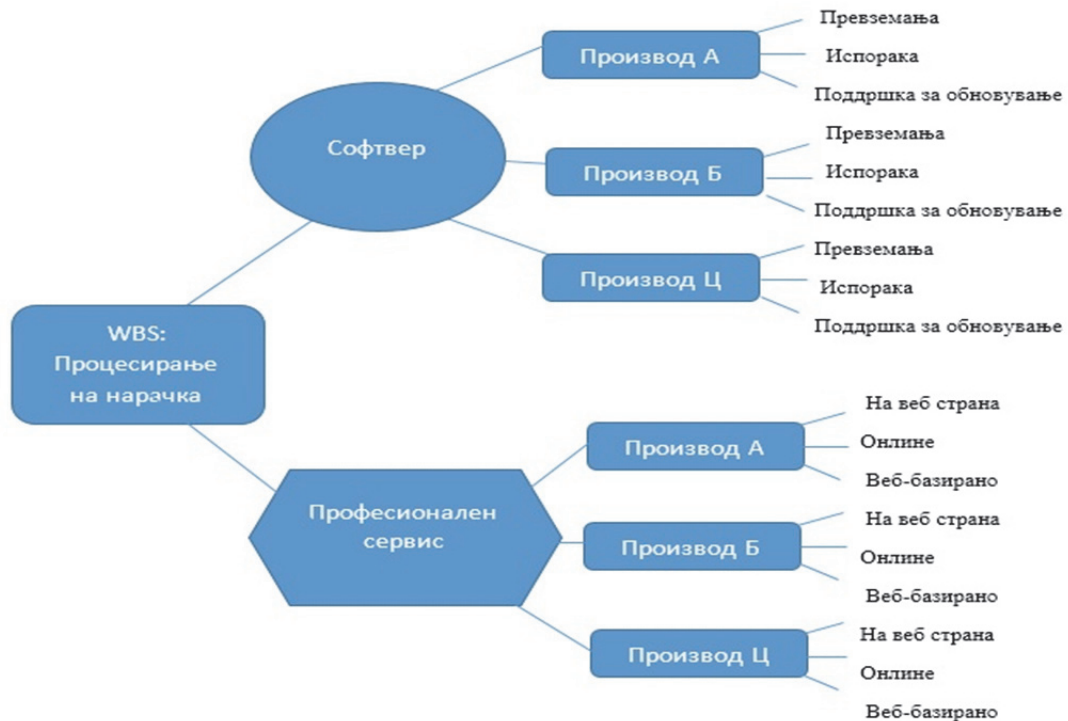 WBS:
Процесирање
на нарачка
Софтвер
Производ А
Превземања
Испорака
Поддршка за обновување
Производ Б
Превземања
Испорака
Поддршка за обновување
Производ Ц
Превземања
Испорака
Поддршка за обновување
Професионален
сервис
Производ А
На веб страна
Онлине
Веб-базирано
Производ Б
На веб страна
Онлине
Веб-базирано
Производ Ц
На веб страна
Онлине
Веб-базирано